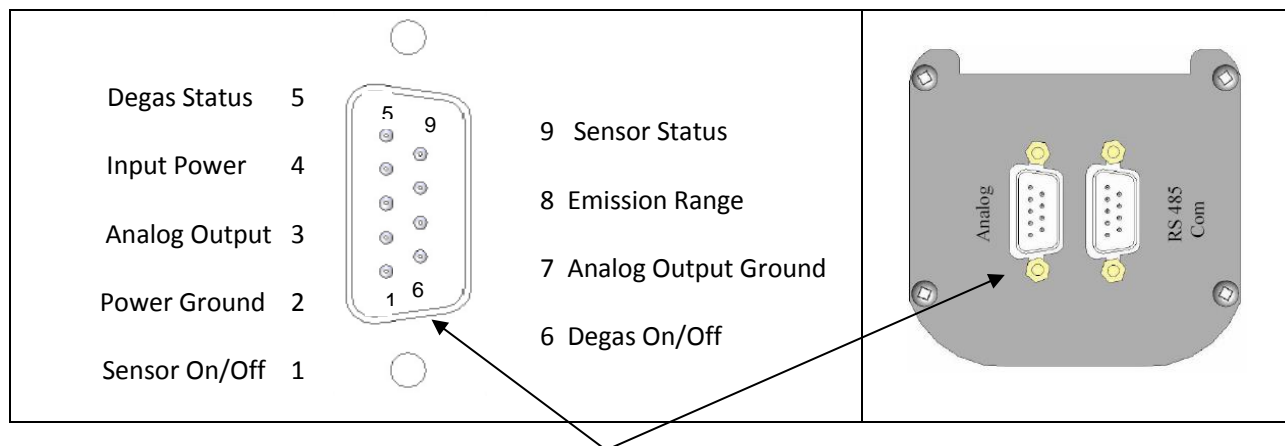 Degas Status 5
Input Power 4
Analog Output 3
Power Ground 2
Sensor On/Off 1
5
9
1
6
9 Sensor Status
8 Emission Range
7 Analog Output Ground
6 Degas On/Off
Analog
RS 485
Com